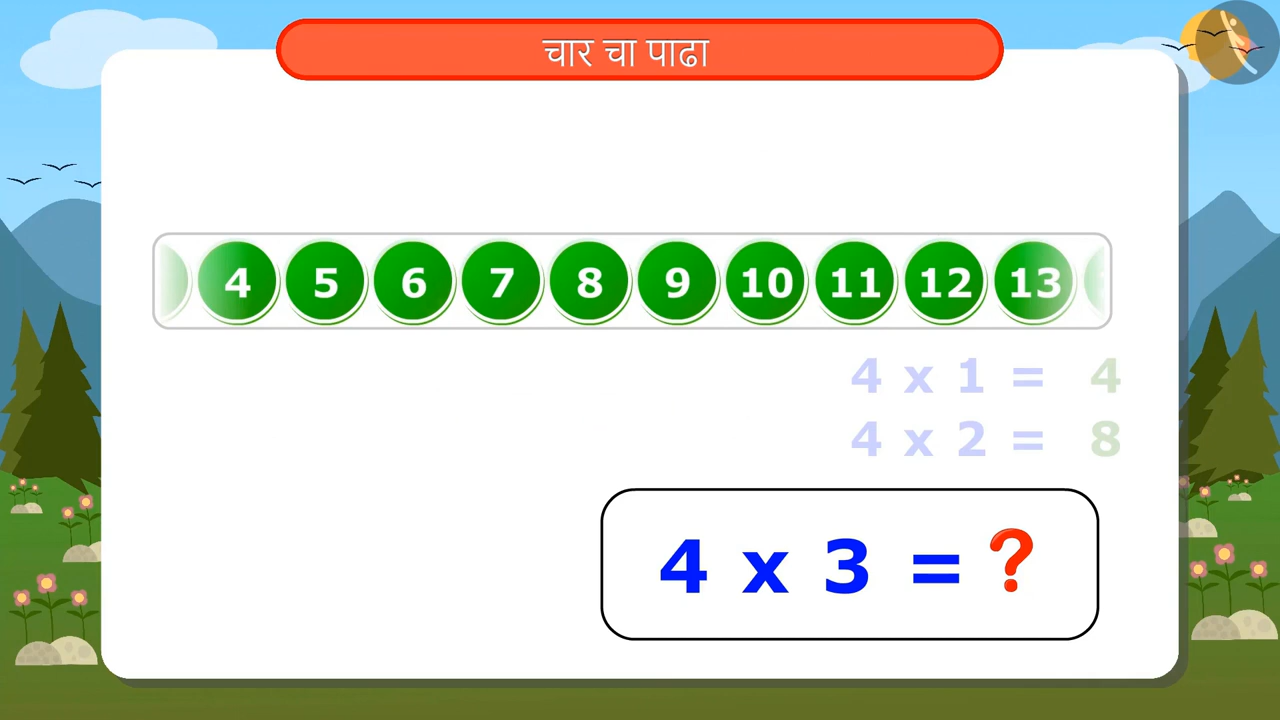 चार चा पाढा
4 5 6 7 8 9 10 11 12 13
4 x 1 = 4
4 x 2 = 8
4 x 3 = ?